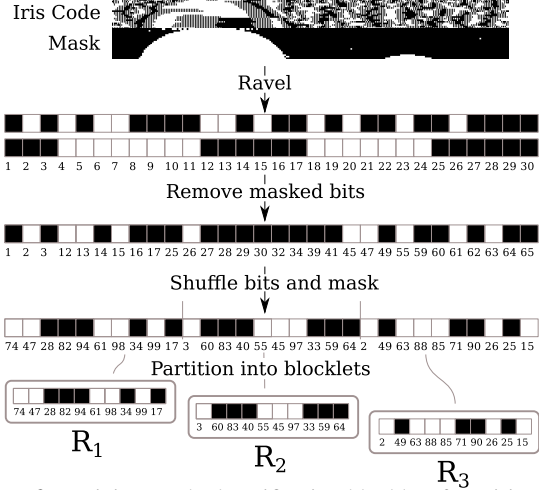 Iris Code
Mask
Ravel
1 2 3 4 5 6 7 8 9 10 11 12 13 14 15 16 17 18 19 20 21 22 23 24 25 26 27 28 29 30
Remove masked bits
1 2 3 12 13 14 15 16 17 25 26 27 28 29 30 32 34 39 41 45 47 49 55 59 60 61 62 63 64 65
Shuffle bits and mask
74 47 28 82 94 61 98 34 99 17 3 60 83 40 55 45 97 33 59 64 2 49 63 88 85 71 90 26 25 15
Partition into blocklets
74 47 28 82 94 61 98 34 99 17
3 60 83 40 55 45 97 33 59 64
2 49 63 88 85 71 90 26 25 15
R1
R2
R3